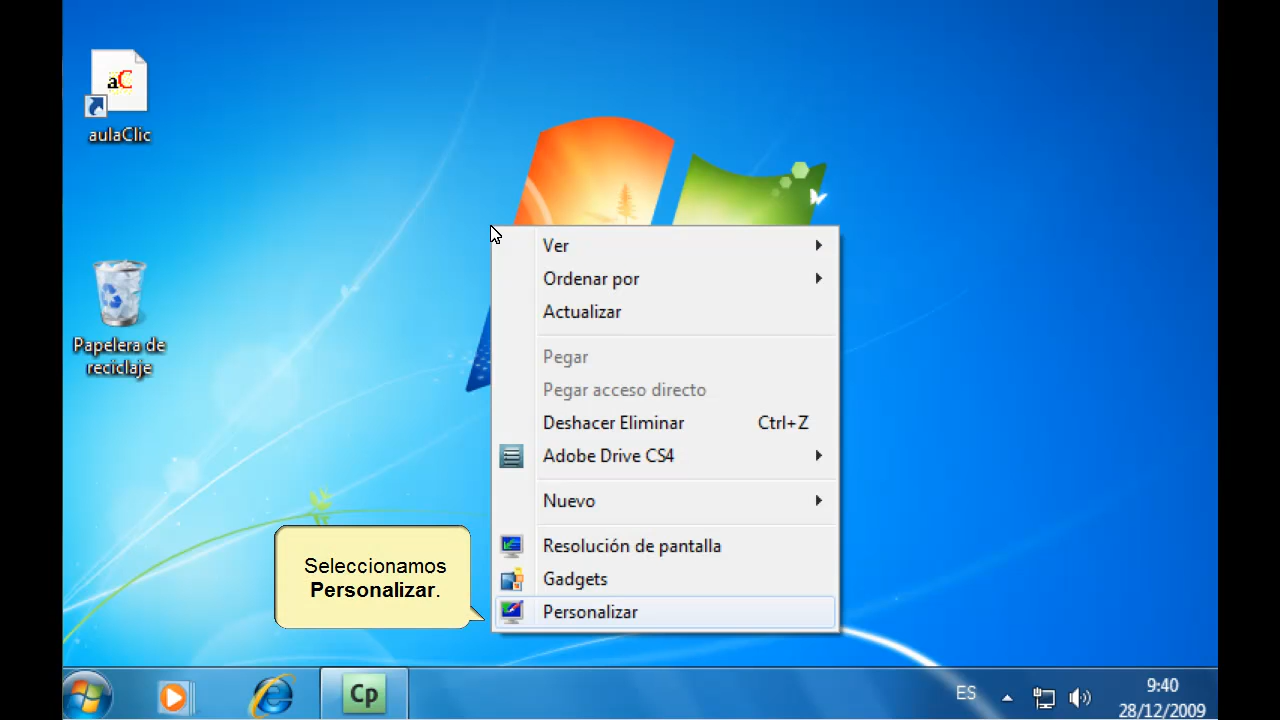 aC
aulaClic
Papelera de
reciclaje
Ver
Ordenar por
Actualizar
Pegar
Pegar acceso directo
Deshacer Eliminar Ctrl+Z
Adobe Drive CS4
Nuevo
Resolución de pantalla
Gadgets
Personalizar
Seleccionamos
Personalizar.
Cp
ES
9:40
28/12/2009